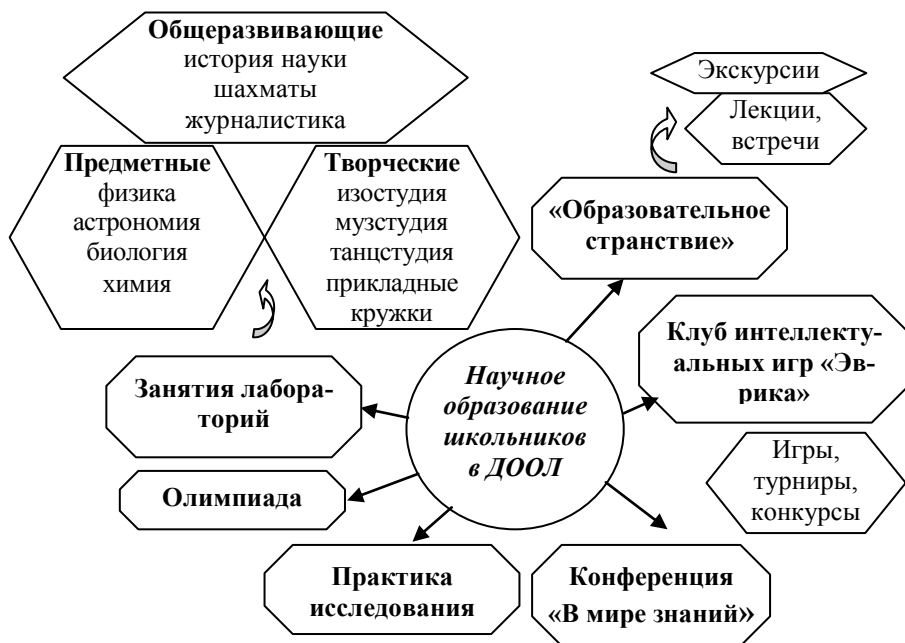 Общеразвивающие
история науки
шахматы
журналистика
Экскурсии
Лекции,
встречи
Предметные
физика
астрономия
биология
химия
Творческие
изостудия
музстудия
танцстудия
прикладные
кружки
«Образовательное
странствие»
Клуб интеллекту-
альных игр «Эв-
рика»
Занятия лабора-
торий
Научное
образование
школьников
в ДООЛ
Игры,
турниры,
конкурсы
Олимпиада
Практика
исследования
Конференция
«В мире знаний»